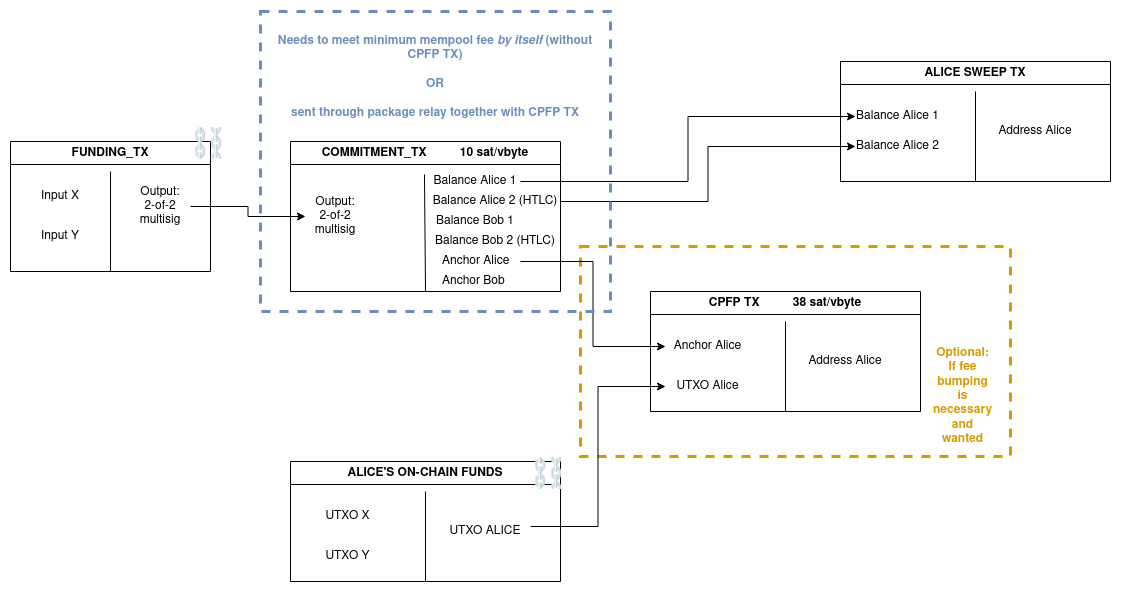 Needs to meet minimum mempool fee by itself (without
CPFP TX)
OR
sent through package relay together with CPFP TX
FUNDING_TX
Input X
Input Y
Output:
2-of-2
multisig
COMMITMENT_TX 10 sat/vbyte
Output:
2-of-2
multisig
Balance Alice 1
Balance Alice 2 (HTLC)
Balance Bob 1
Balance Bob 2 (HTLC)
Anchor Alice
Anchor Bob
ALICE SWEEP TX
Balance Alice 1
Balance Alice 2
Address Alice
CPFP TX 38 sat/vbyte
Anchor Alice
UTXO Alice
Address Alice
Optional:
If fee
bumping
is
necessary
and
wanted
ALICE'S ON-CHAIN FUNDS
UTXO X
UTXO Y
UTXO ALICE